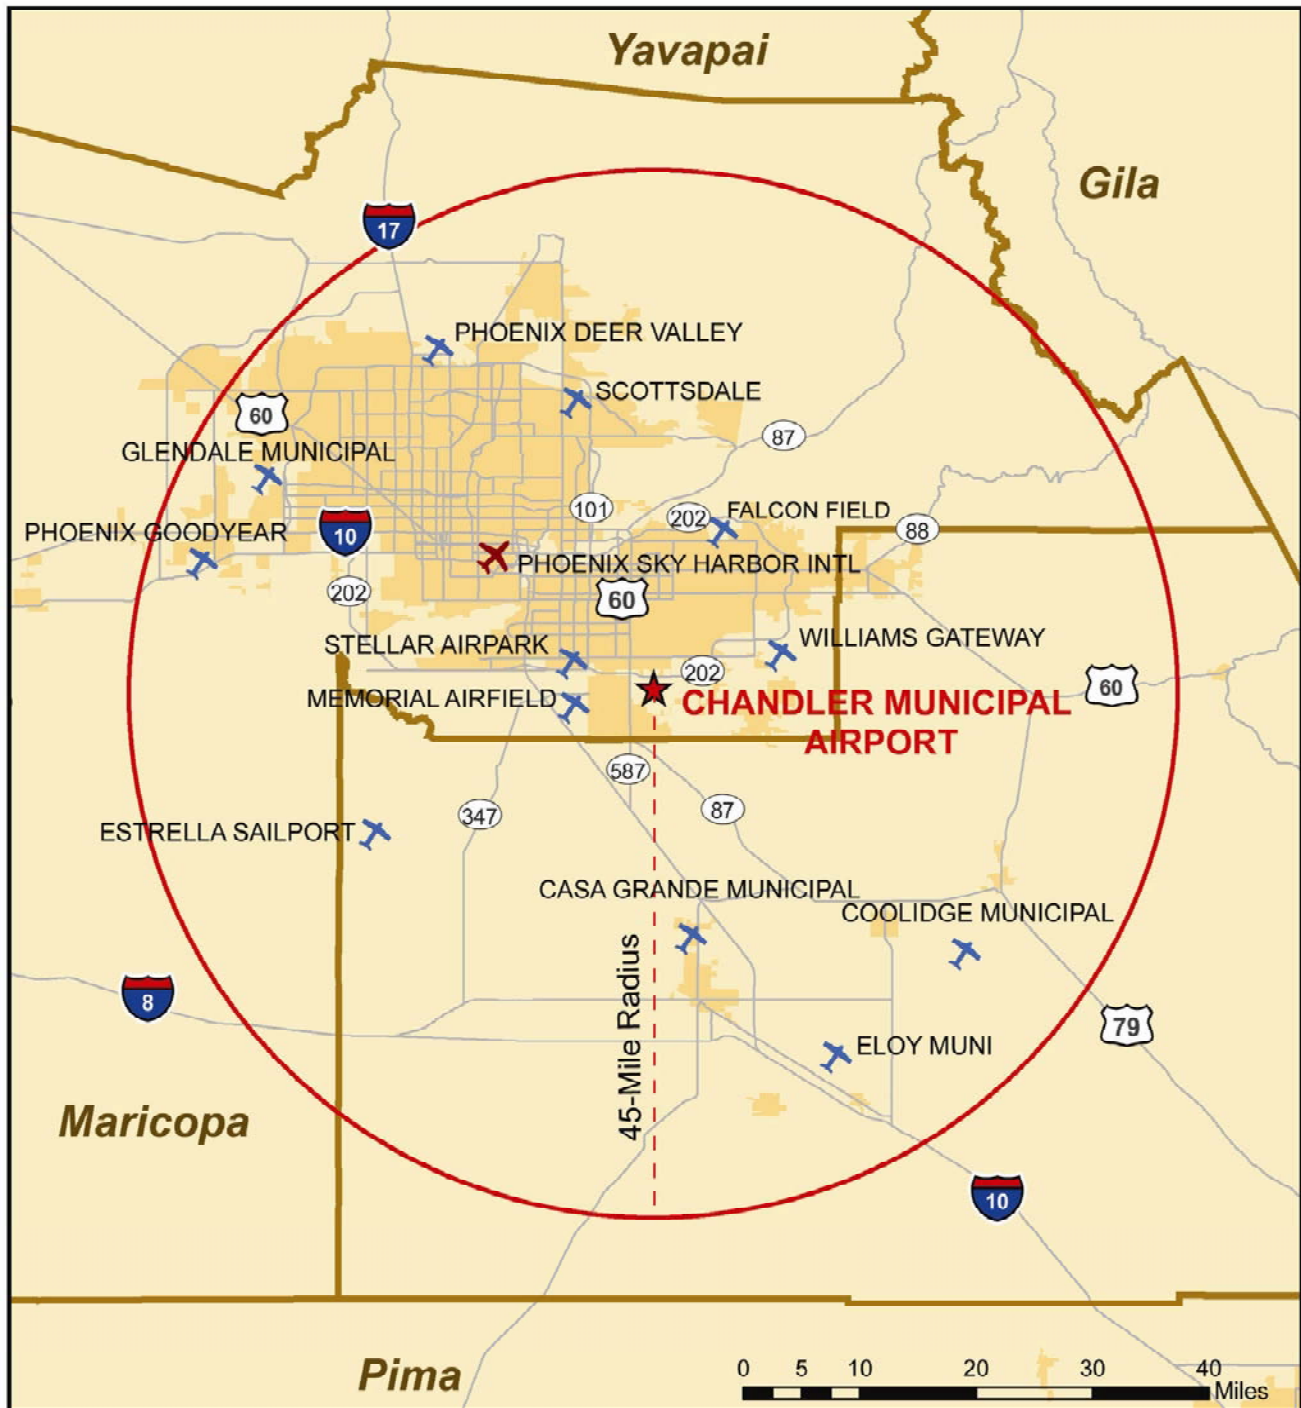 Yavapai
Gila
17
PHOENIX DEER VALLEY
SCOTTSDALE
60
87
GLENDALE MUNICIPAL
101
202
FALCON FIELD
88
PHOENIX GOODYEAR
10
PHOENIX SKY HARBOR INTL
202
60
STELLAR AIRPARK
WILLIAMS GATEWAY
202
60
MEMORIAL AIRFIELD
CHANDLER MUNICIPAL
AIRPORT
587
347
87
ESTRELLA SAILPORT
CASA GRANDE MUNICIPAL
COOLIDGE MUNICIPAL
45-Mile Radius
8
79
ELOY MUNI
Maricopa
10
Pima
0 5 10 20 30 40
Miles